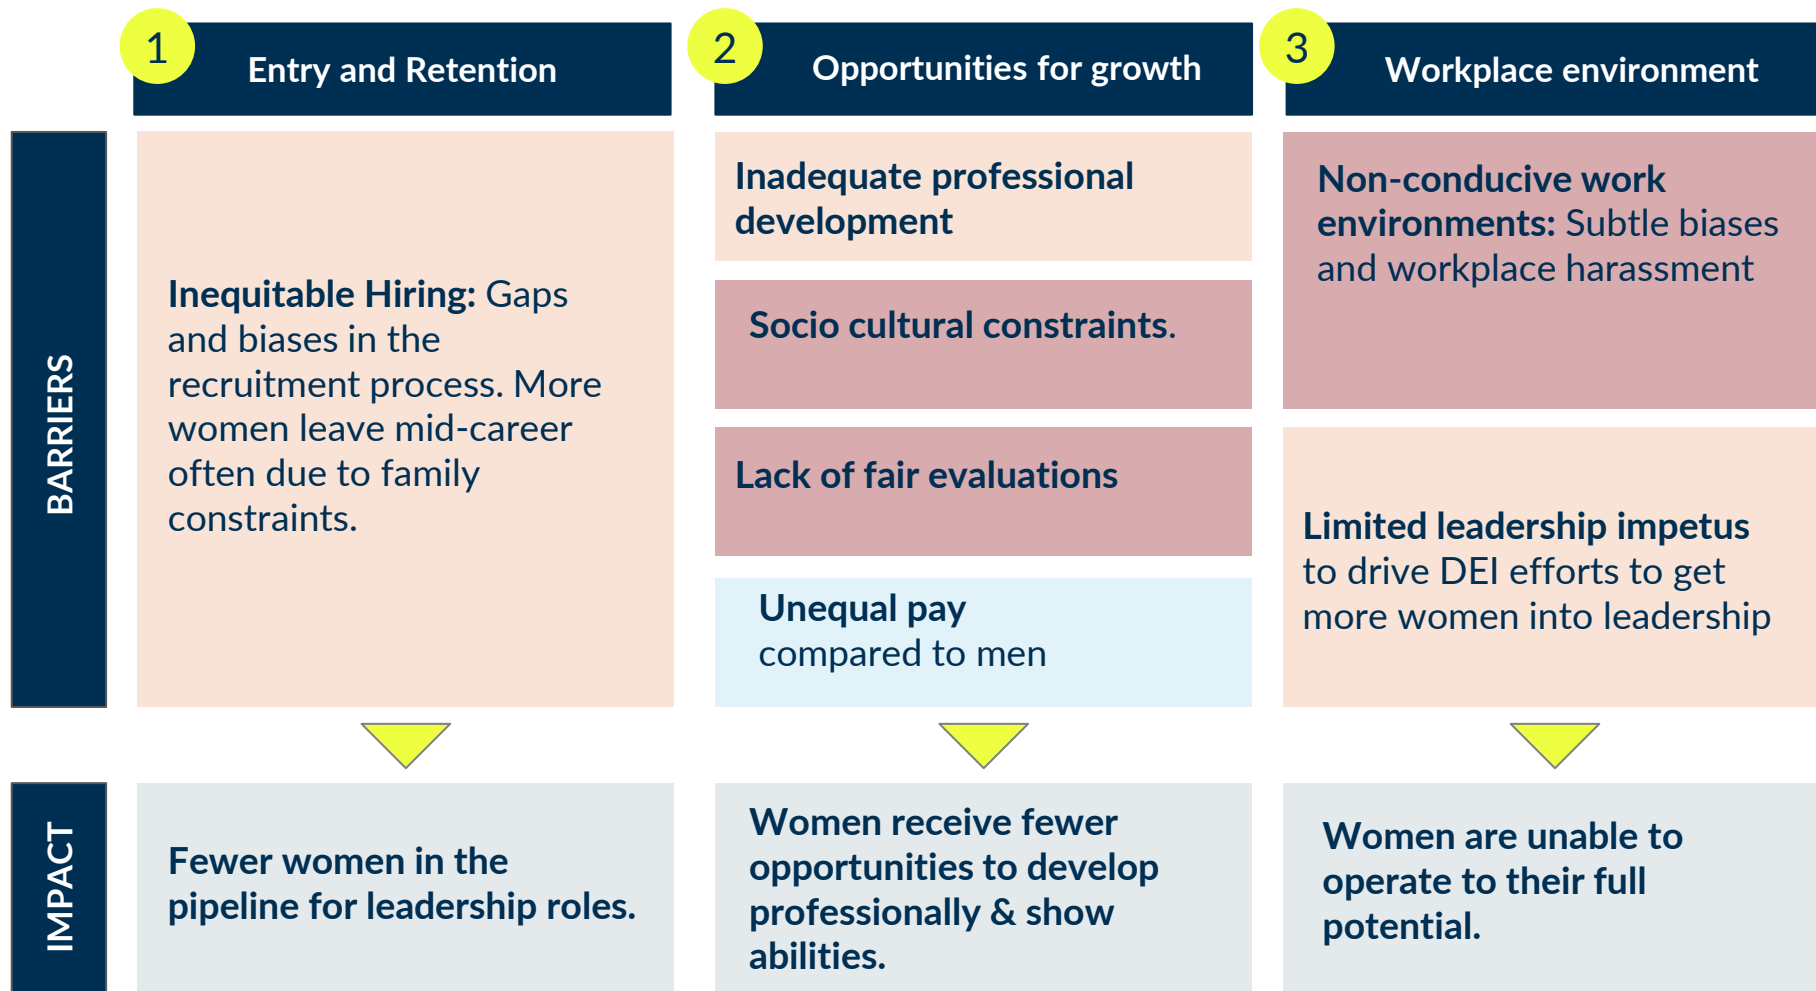 1
Entry and Retention
2
Opportunities for growth
3
Workplace environment
BARRIERS
Inequitable Hiring: Gaps
and biases in the
recruitment process. More
women leave mid-career
often due to family
constraints.
Inadequate professional
development
Socio cultural constraints.
Lack of fair evaluations
Unequal pay
compared to men
Non-conducive work
environments: Subtle biases
and workplace harassment
Limited leadership impetus
to drive DEI efforts to get
more women into leadership
IMPACT
Fewer women in the
pipeline for leadership roles.
Women receive fewer
opportunities to develop
professionally & show
abilities.
Women are unable to
operate to their full
potential.